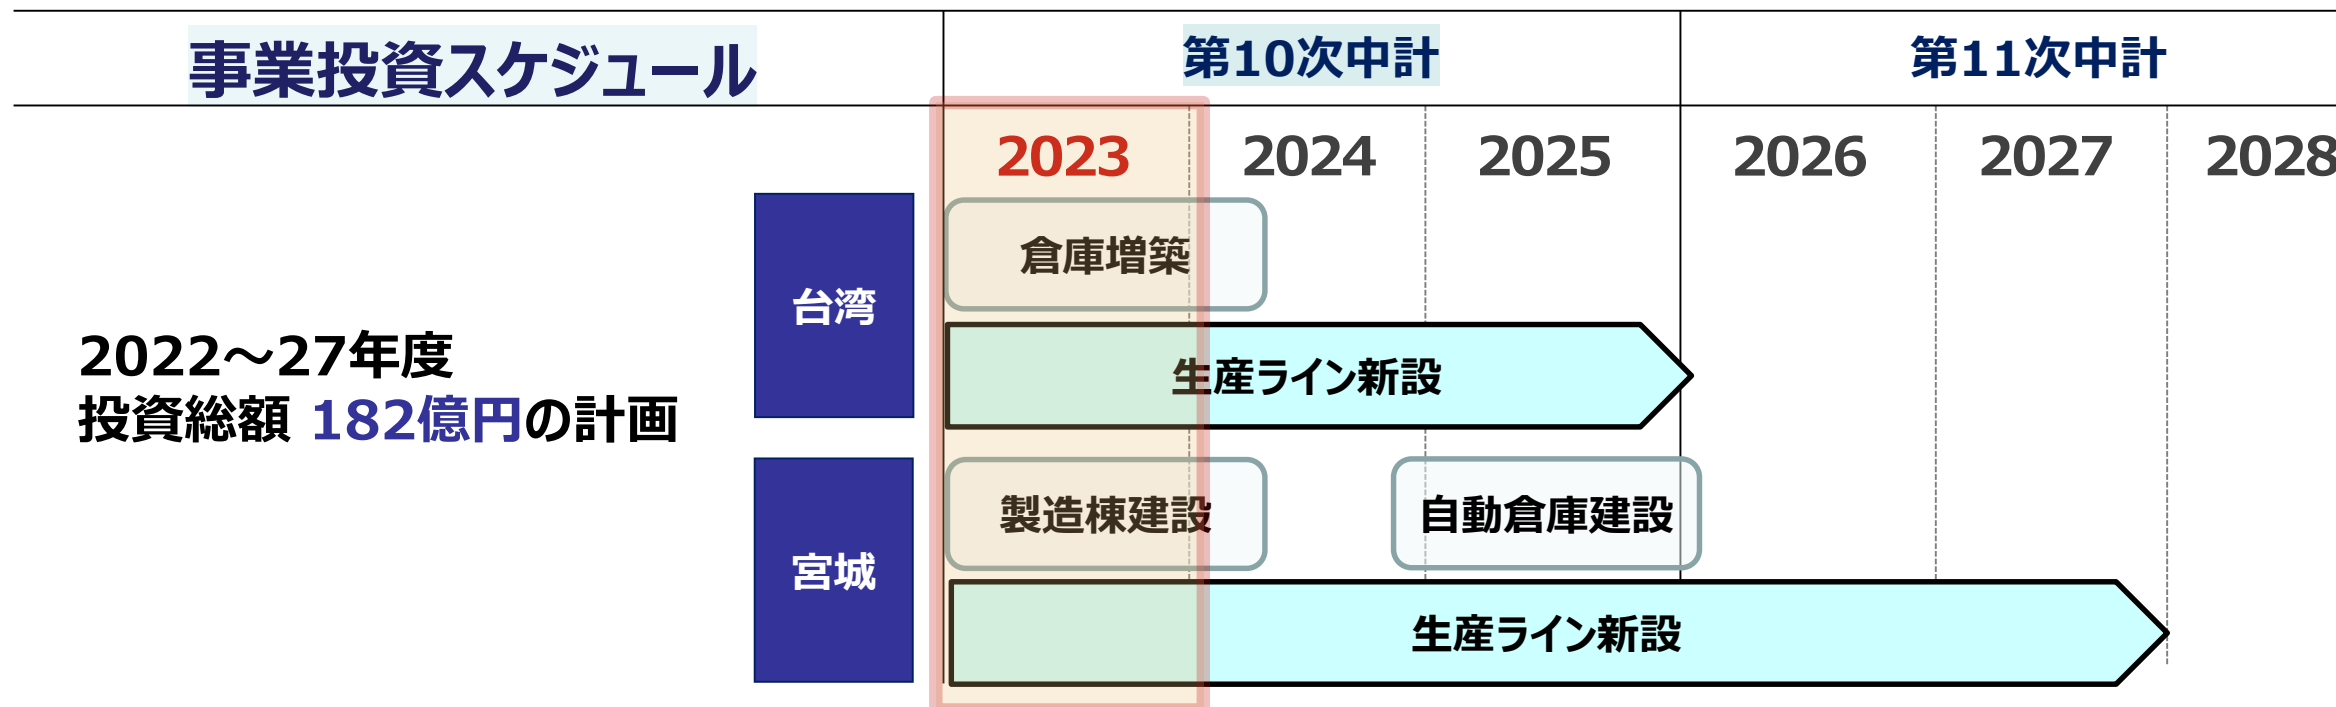 事業投資スケジュール
第10次中計
第11次中計
2023
2024
2025
2026
2027
2028
台湾
倉庫増築
生産ライン新設
2022～27年度
投資総額 182億円の計画
宮城
製造棟建設
自動倉庫建設
生産ライン新設